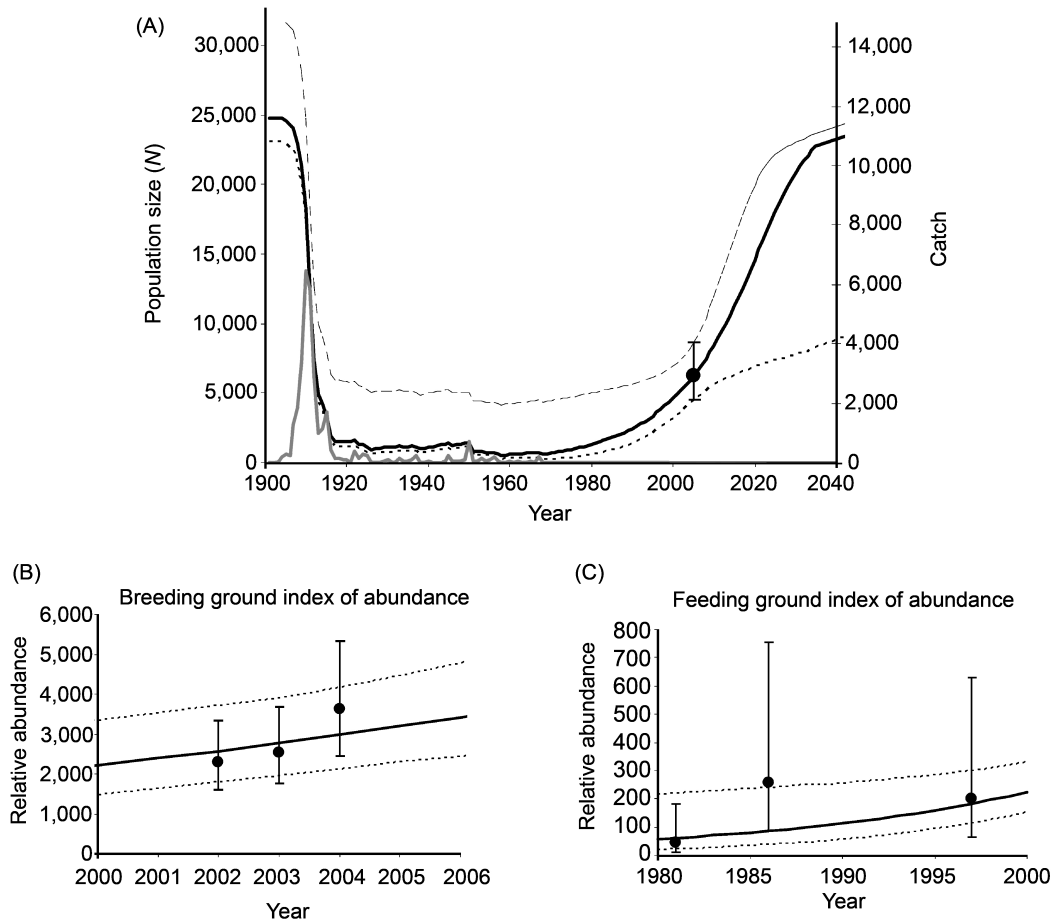 (A)
30,000
25,000
20,000
15,000
10,000
5,000
0
Population size (N)
14,000
12,000
10,000
8,000
6,000
4,000
2,000
0
Catch
1900 1920 1940 1960 1980 2000 2020 2040
Year
(B)
Breeding ground index of abundance
6,000
5,000
4,000
3,000
2,000
1,000
0
Relative abundance
2000 2001 2002 2003 2004 2005 2006
Year
(C)
Feeding ground index of abundance
800
700
600
500
400
300
200
100
0
Relative abundance
1980 1985 1990 1995 2000
Year